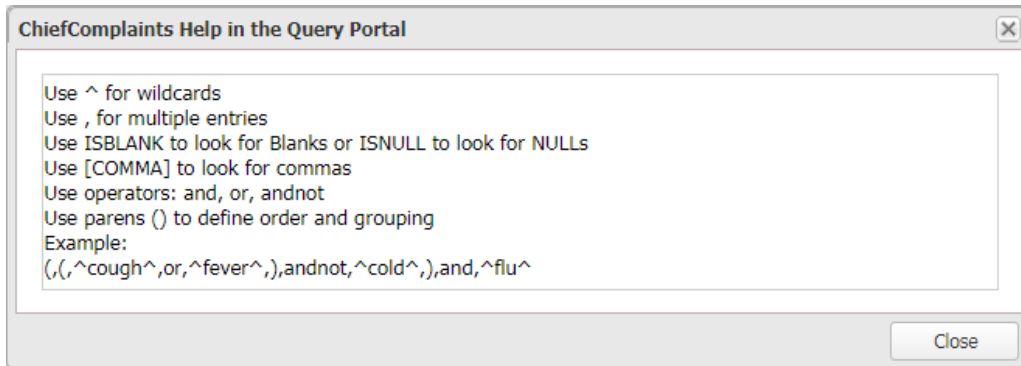 ChiefComplaints Help in the Query Portal
Use ^ for wildcards
Use , for multiple entries
Use ISBLANK to look for Blanks or ISNULL to look for NULLs
Use [COMMA] to look for commas
Use operators: and, or, andnot
Use parens () to define order and grouping
Example:
(,(,^cough^,or,^fever^,),andnot,^cold^,),and,^flu^
Close